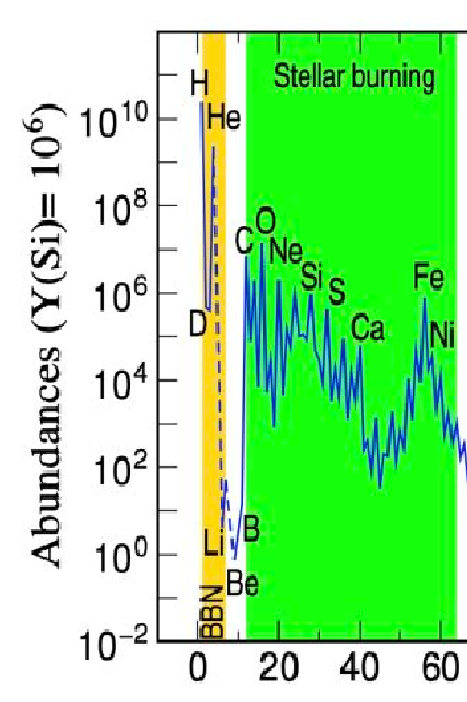 Stellar burning
H
He
O
C
Ne
Si
S
Fe
Ca
Ni
D
Li
B
Be
BBN
Abundances (Y(Si)= 10⁶)
10¹⁰
10⁸
10⁶
10⁴
10²
10⁰
10⁻²
0 20 40 60